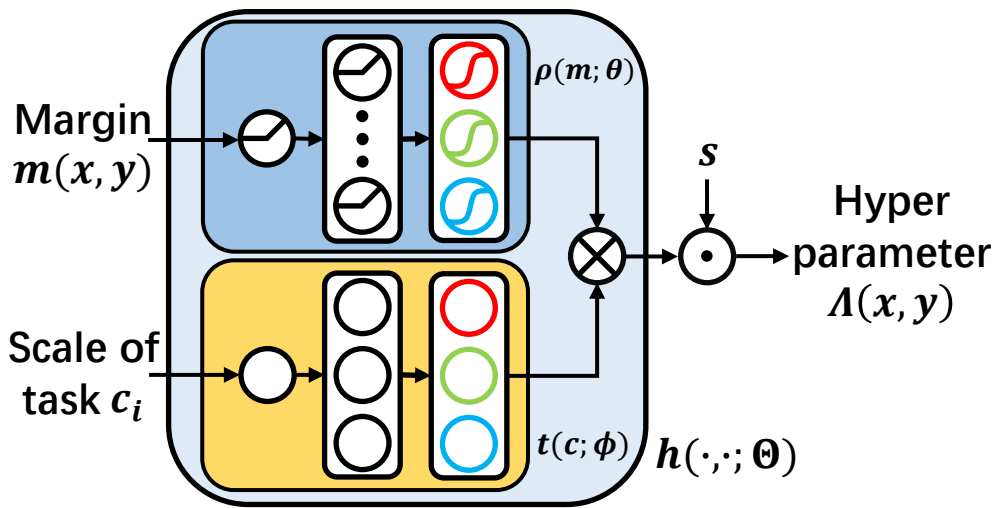 Margin
m(x, y)
ρ(m; θ)
s
Hyper
parameter
Λ(x, y)
Scale of
task cᵢ
t(c; ϕ)
h(·,·; Θ)